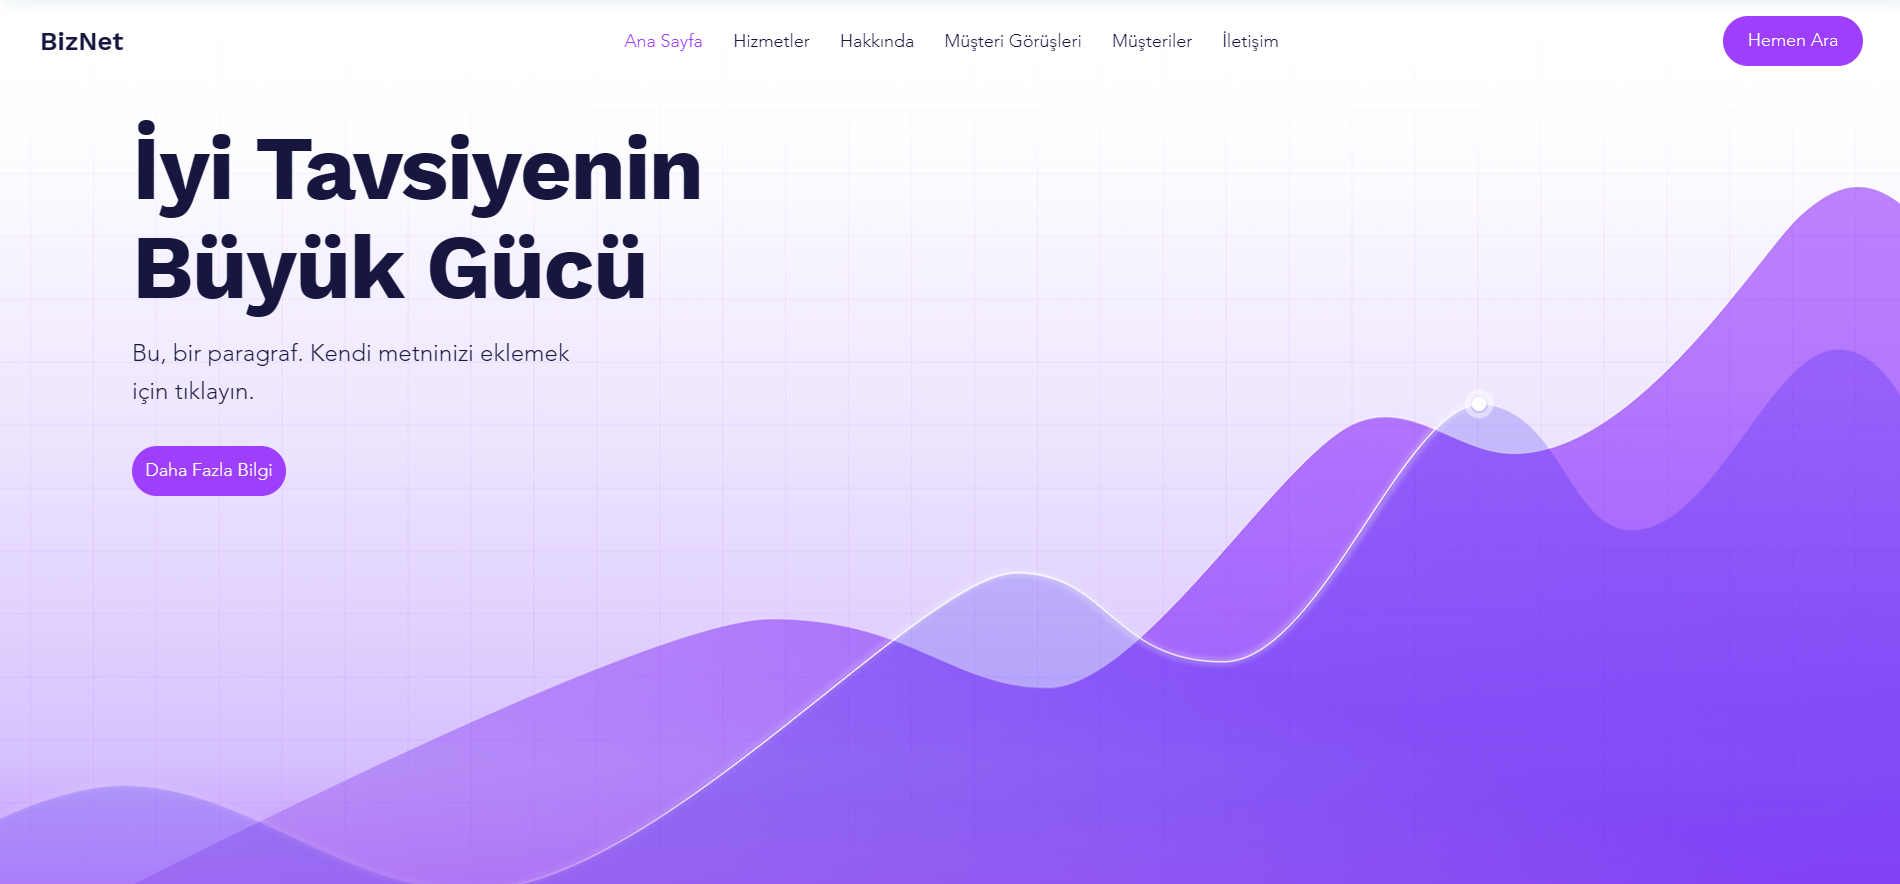 BizNet
Ana Sayfa
Hizmetler
Hakkında
Müşteri Görüşleri
Müşteriler
İletişim
Hemen Ara
İyi Tavsiyenin
Büyük Gücü
Bu, bir paragraf. Kendi metninizi eklemek
için tıklayın.
Daha Fazla Bilgi